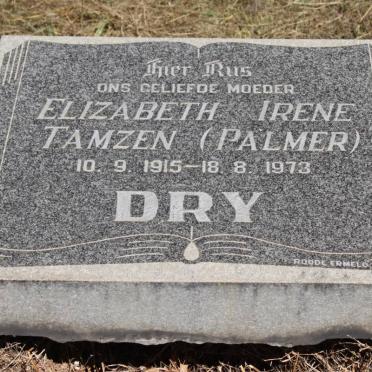 Hier Rus
ONS GELIEFDE MOEDER
ELIZABETH IRENE
TAMZEN (PALMER)
10. 9. 1915-18. 8. 1973
DRY
ROODE ERMELO